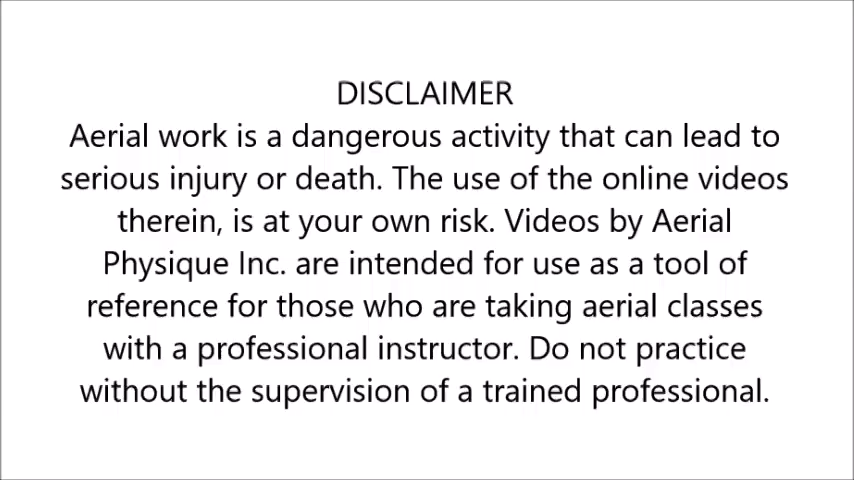 DISCLAIMER
Aerial work is a dangerous activity that can lead to
serious injury or death. The use of the online videos
therein, is at your own risk. Videos by Aerial
Physique Inc. are intended for use as a tool of
reference for those who are taking aerial classes
with a professional instructor. Do not practice
without the supervision of a trained professional.